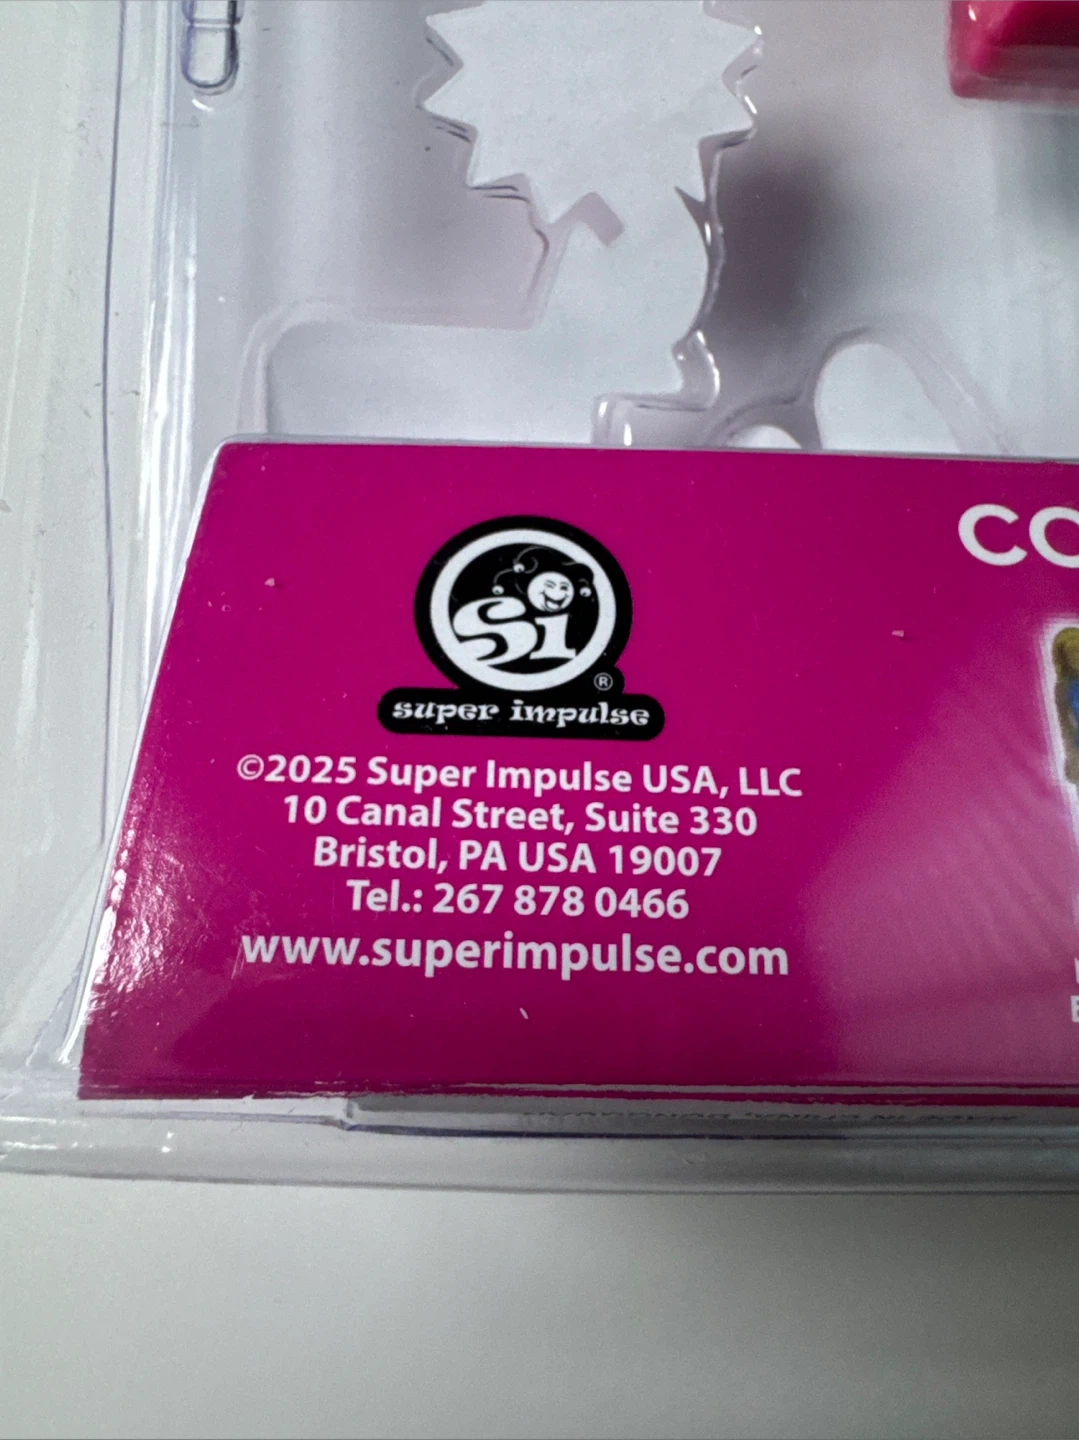 CO
Si
®
super impulse
©2025 Super Impulse USA, LLC
10 Canal Street, Suite 330
Bristol, PA USA 19007
Tel.: 267 878 0466
www.superimpulse.com